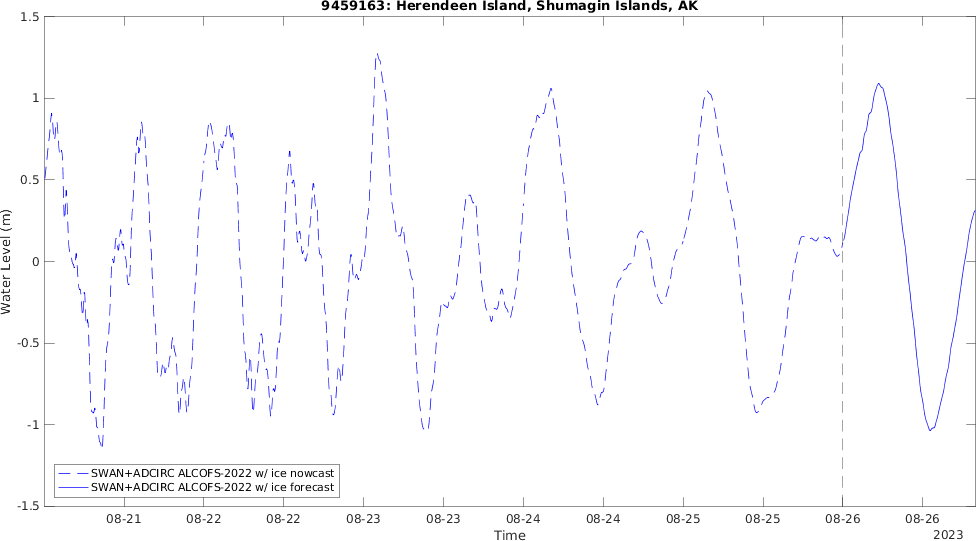 9459163: Herendeen Island, Shumagin Islands, AK
Water Level (m)
1.5
1
0.5
0
-0.5
-1
-1.5
SWAN+ADCIRC ALCOFS-2022 w/ ice nowcast
SWAN+ADCIRC ALCOFS-2022 w/ ice forecast
08-21 08-22 08-22 08-23 08-23 08-24 08-24 08-25 08-25 08-26 08-26
Time
2023